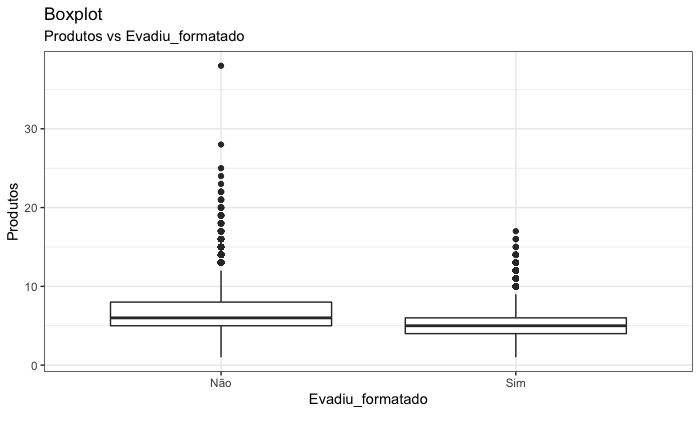 Boxplot
Produtos vs Evadiu_formatado
Produtos
30
20
10
0
Não Sim
Evadiu_formatado